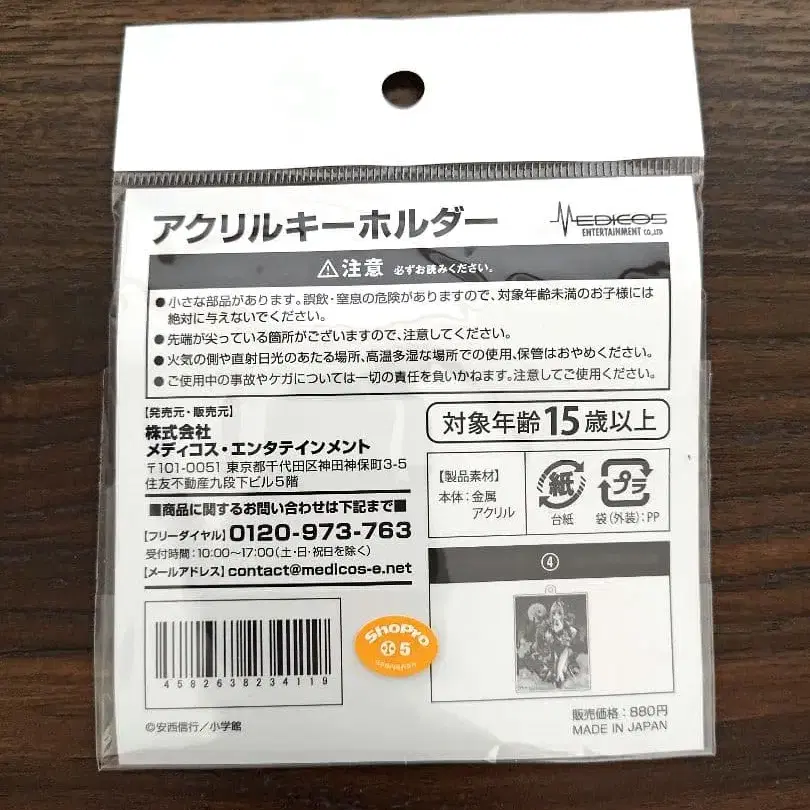 アクリルキーホルダー
MEDICOS
ENTERTAINMENT CO.,LTD
⚠注意 必ずお読みください。
●小さな部品があります。誤飲・窒息の危険がありますので、対象年齢未満のお子様には
絶対に与えないでください。
●先端が尖っている箇所がございますので、注意してください。
●火気の側や直射日光のあたる場所、高温多湿な場所での使用、保管はおやめください。
●ご使用中の事故やケガについては一切の責任を負いかねます。注意してご使用ください。
【発売元・販売元】
株式会社
メディコス・エンタテインメント
〒101-0051 東京都千代田区神田神保町3-5
住友不動産九段下ビル5階
■商品に関するお問い合わせは下記まで■
【フリーダイヤル】0120-973-763
受付時間:10:00〜17:00(土・日・祝日を除く)
【メールアドレス】contact@medicos-e.net
対象年齢15歳以上
【製品素材】
本体:金属
アクリル
紙
台紙
プラ
袋(外装):PP
④
4582638234119
ShoPro
5
©安西信行/小学館
販売価格:880円
MADE IN JAPAN